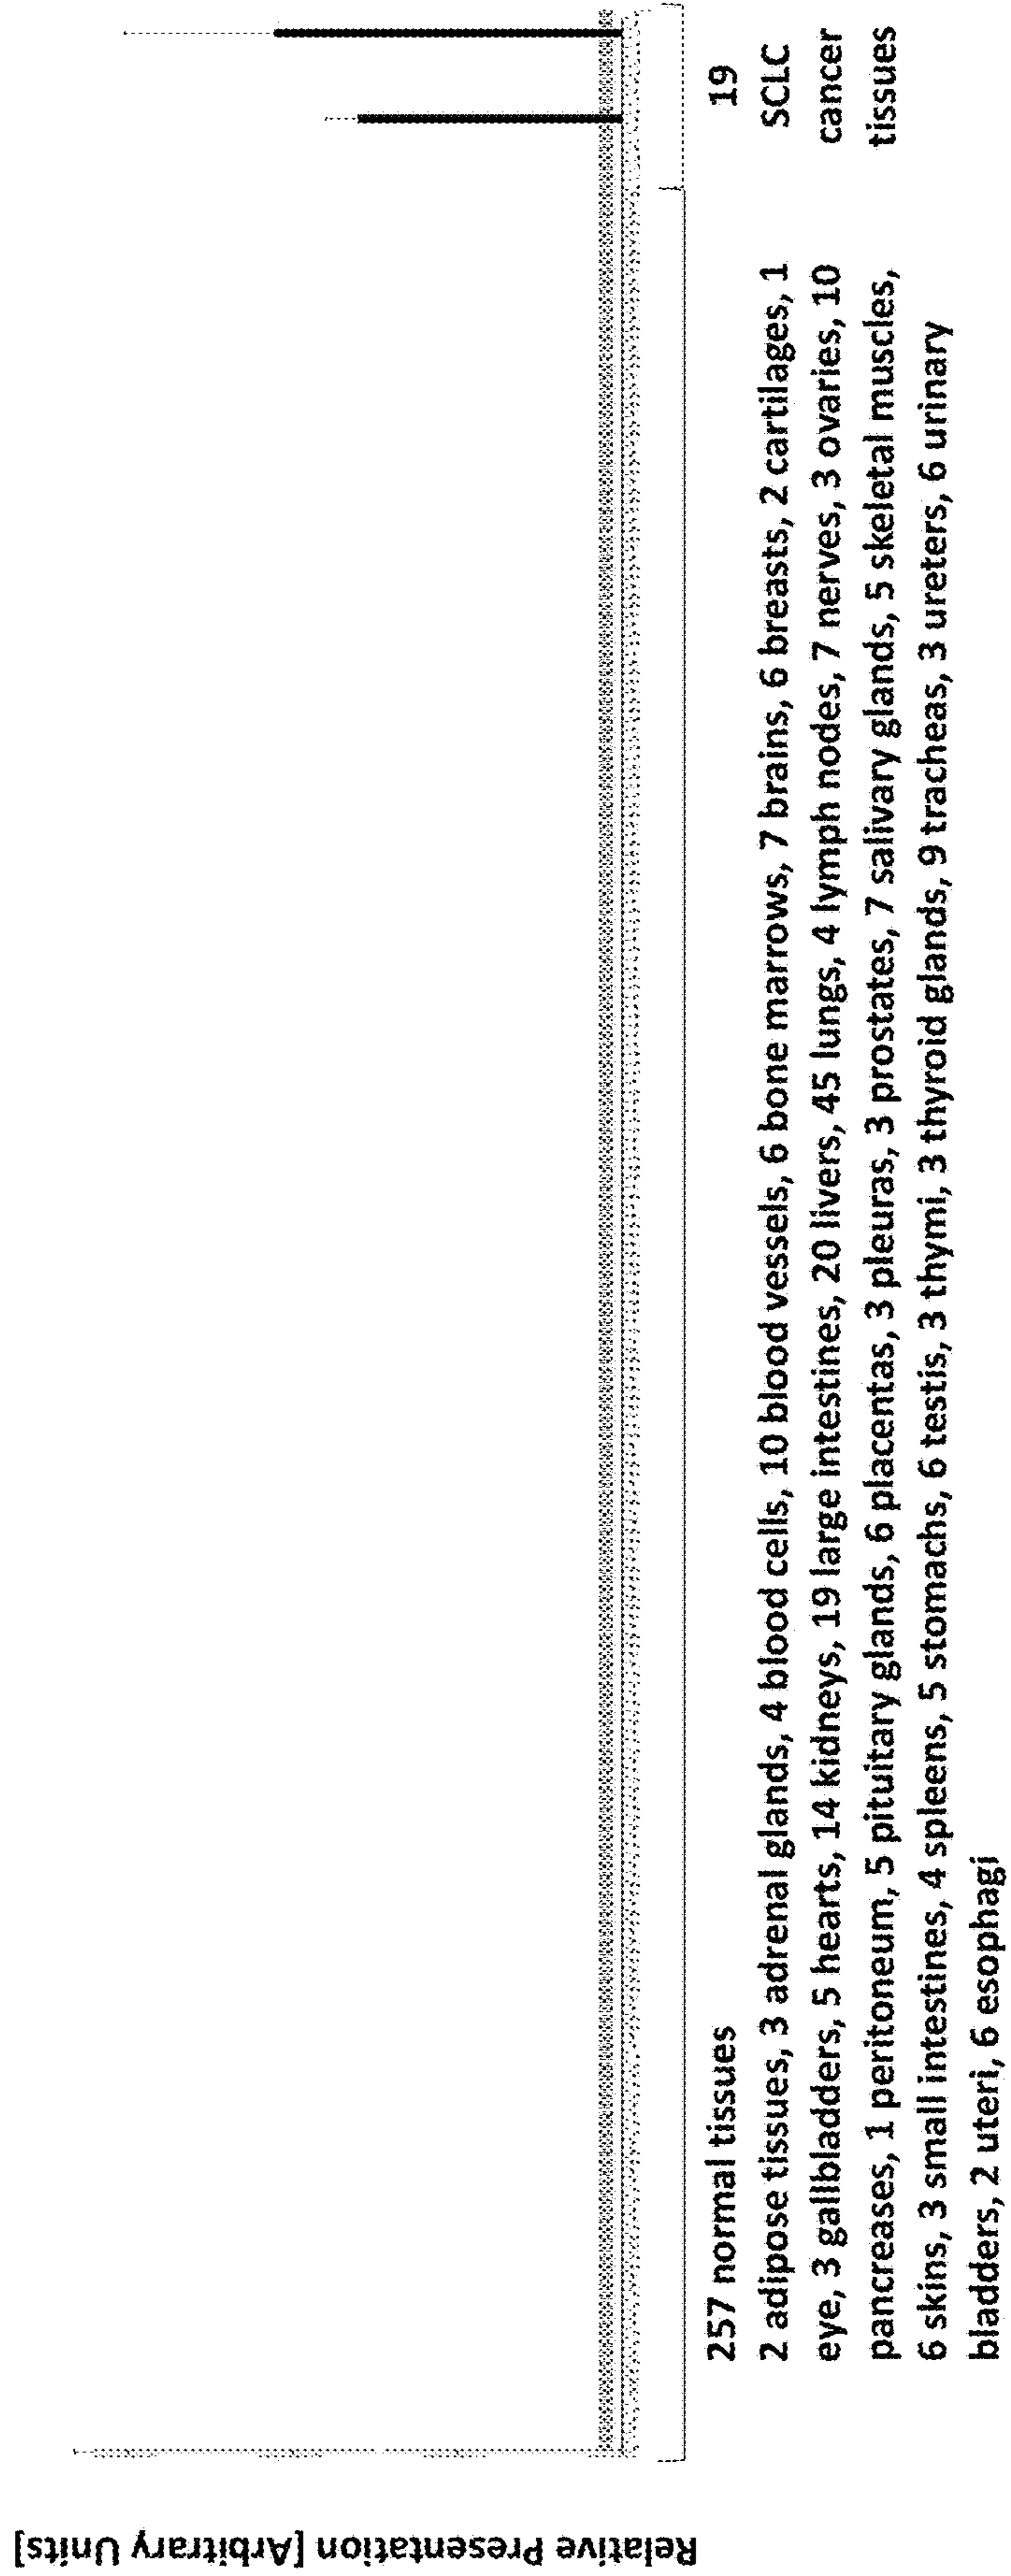 Relative Presentation [Arbitrary Units]
257 normal tissues
2 adipose tissues, 3 adrenal glands, 4 blood cells, 10 blood vessels, 6 bone marrows, 7 brains, 6 breasts, 2 cartilages, 1
eye, 3 gallbladders, 5 hearts, 14 kidneys, 19 large intestines, 20 livers, 45 lungs, 4 lymph nodes, 7 nerves, 3 ovaries, 10
pancreases, 1 peritoneum, 5 pituitary glands, 6 placentas, 3 pleuras, 3 prostates, 7 salivary glands, 5 skeletal muscles,
6 skins, 3 small intestines, 4 spleens, 5 stomachs, 6 testis, 3 thymi, 3 thyroid glands, 9 tracheas, 3 ureters, 6 urinary
bladders, 2 uteri, 6 esophagi
19
SCLC
cancer
tissues